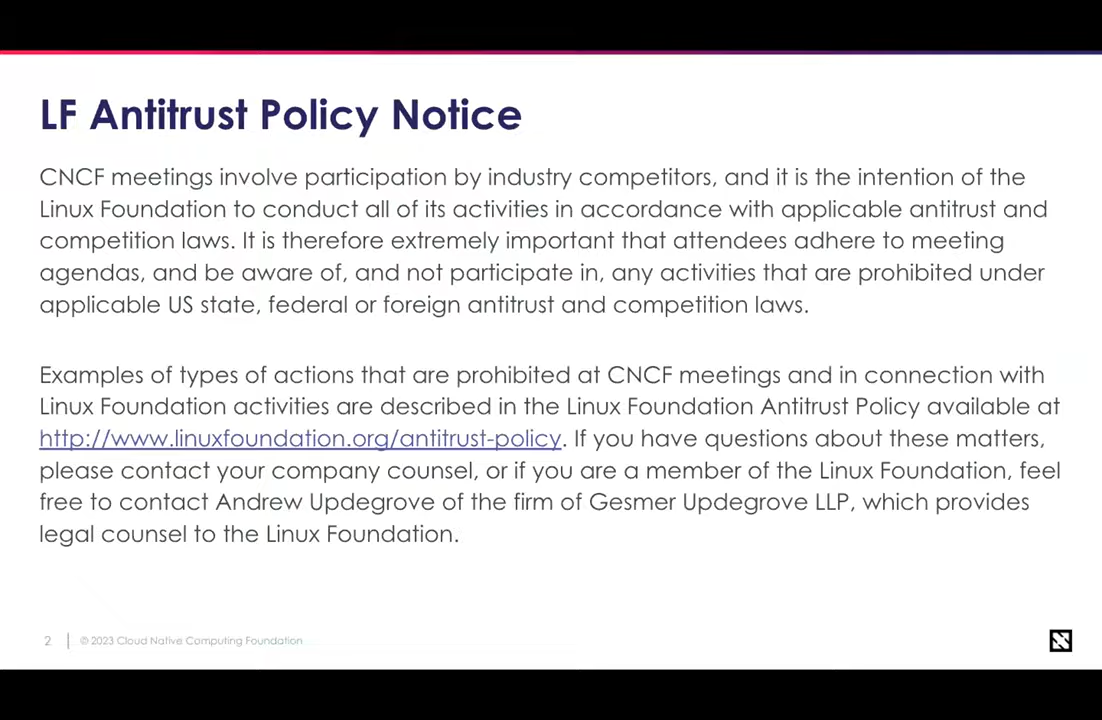 LF Antitrust Policy Notice
CNCF meetings involve participation by industry competitors, and it is the intention of the
Linux Foundation to conduct all of its activities in accordance with applicable antitrust and
competition laws. It is therefore extremely important that attendees adhere to meeting
agendas, and be aware of, and not participate in, any activities that are prohibited under
applicable US state, federal or foreign antitrust and competition laws.
Examples of types of actions that are prohibited at CNCF meetings and in connection with
Linux Foundation activities are described in the Linux Foundation Antitrust Policy available at
http://www.linuxfoundation.org/antitrust-policy. If you have questions about these matters,
please contact your company counsel, or if you are a member of the Linux Foundation, feel
free to contact Andrew Updegrove of the firm of Gesmer Updegrove LLP, which provides
legal counsel to the Linux Foundation.
2 | © 2023 Cloud Native Computing Foundation